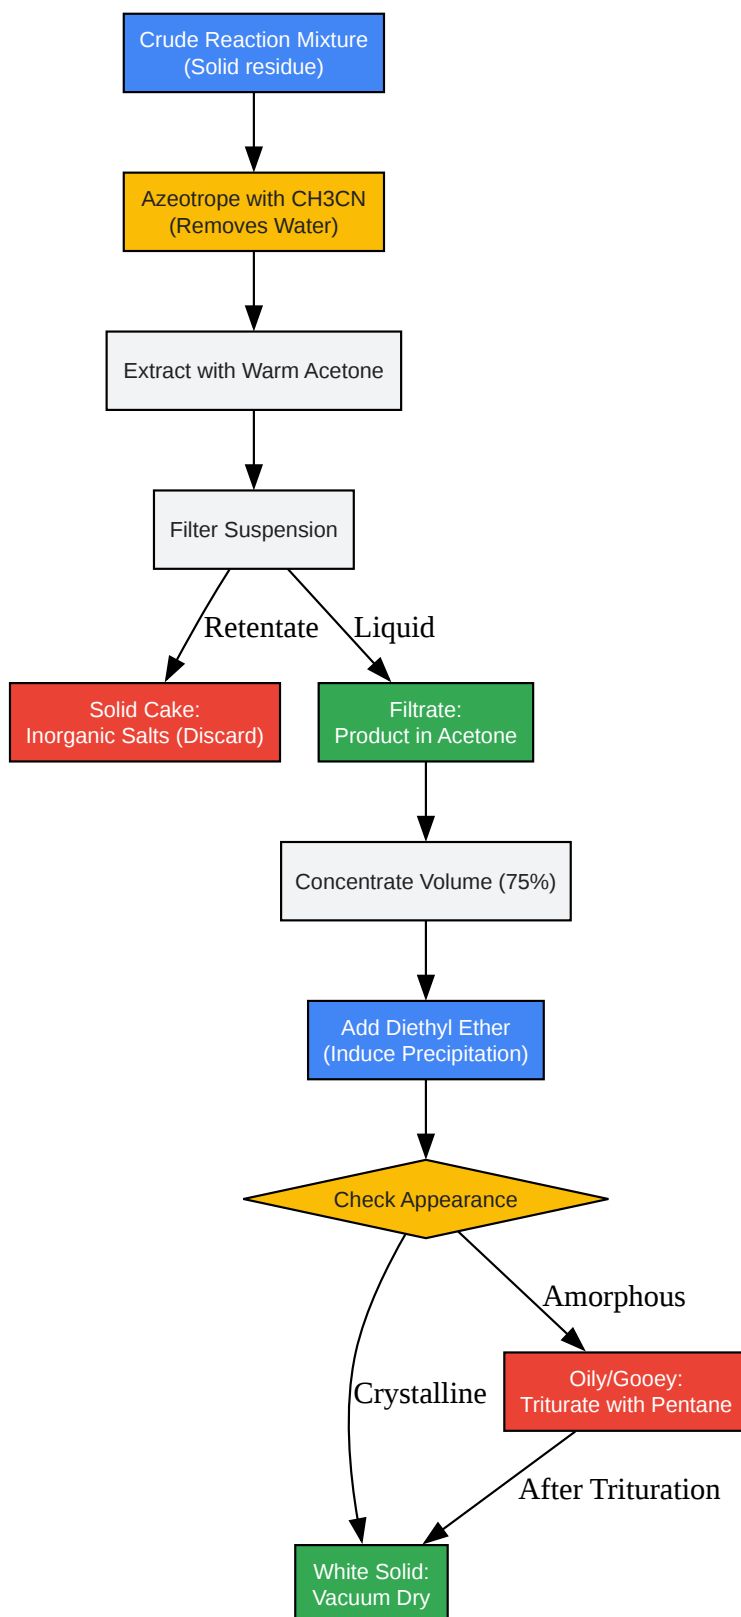 Crude Reaction Mixture
(Solid residue)
Azeotrope with CH3CN
(Removes Water)
Extract with Warm Acetone
Filter Suspension
Retentate
Liquid
Solid Cake:
Inorganic Salts (Discard)
Filtrate:
Product in Acetone
Concentrate Volume (75%)
Add Diethyl Ether
(Induce Precipitation)
Check Appearance
Amorphous
Crystalline
Oily/Gooey:
Triturate with Pentane
After Trituration
White Solid:
Vacuum Dry